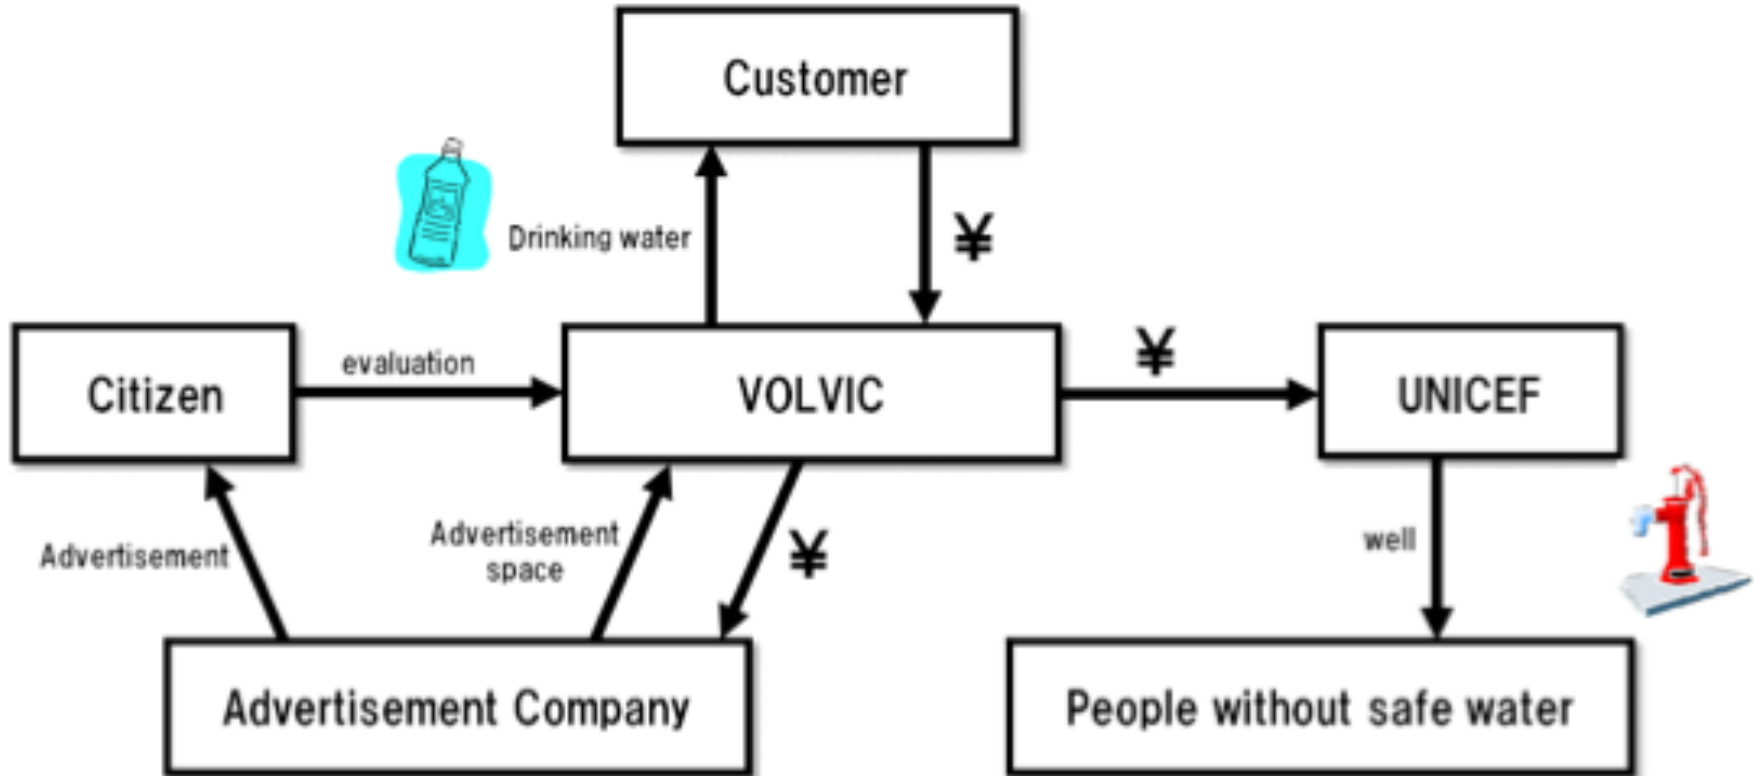 Customer
Drinking water
¥
Citizen
evaluation
VOLVIC
¥
UNICEF
Advertisement
Advertisement
space
¥
well
Advertisement Company
People without safe water